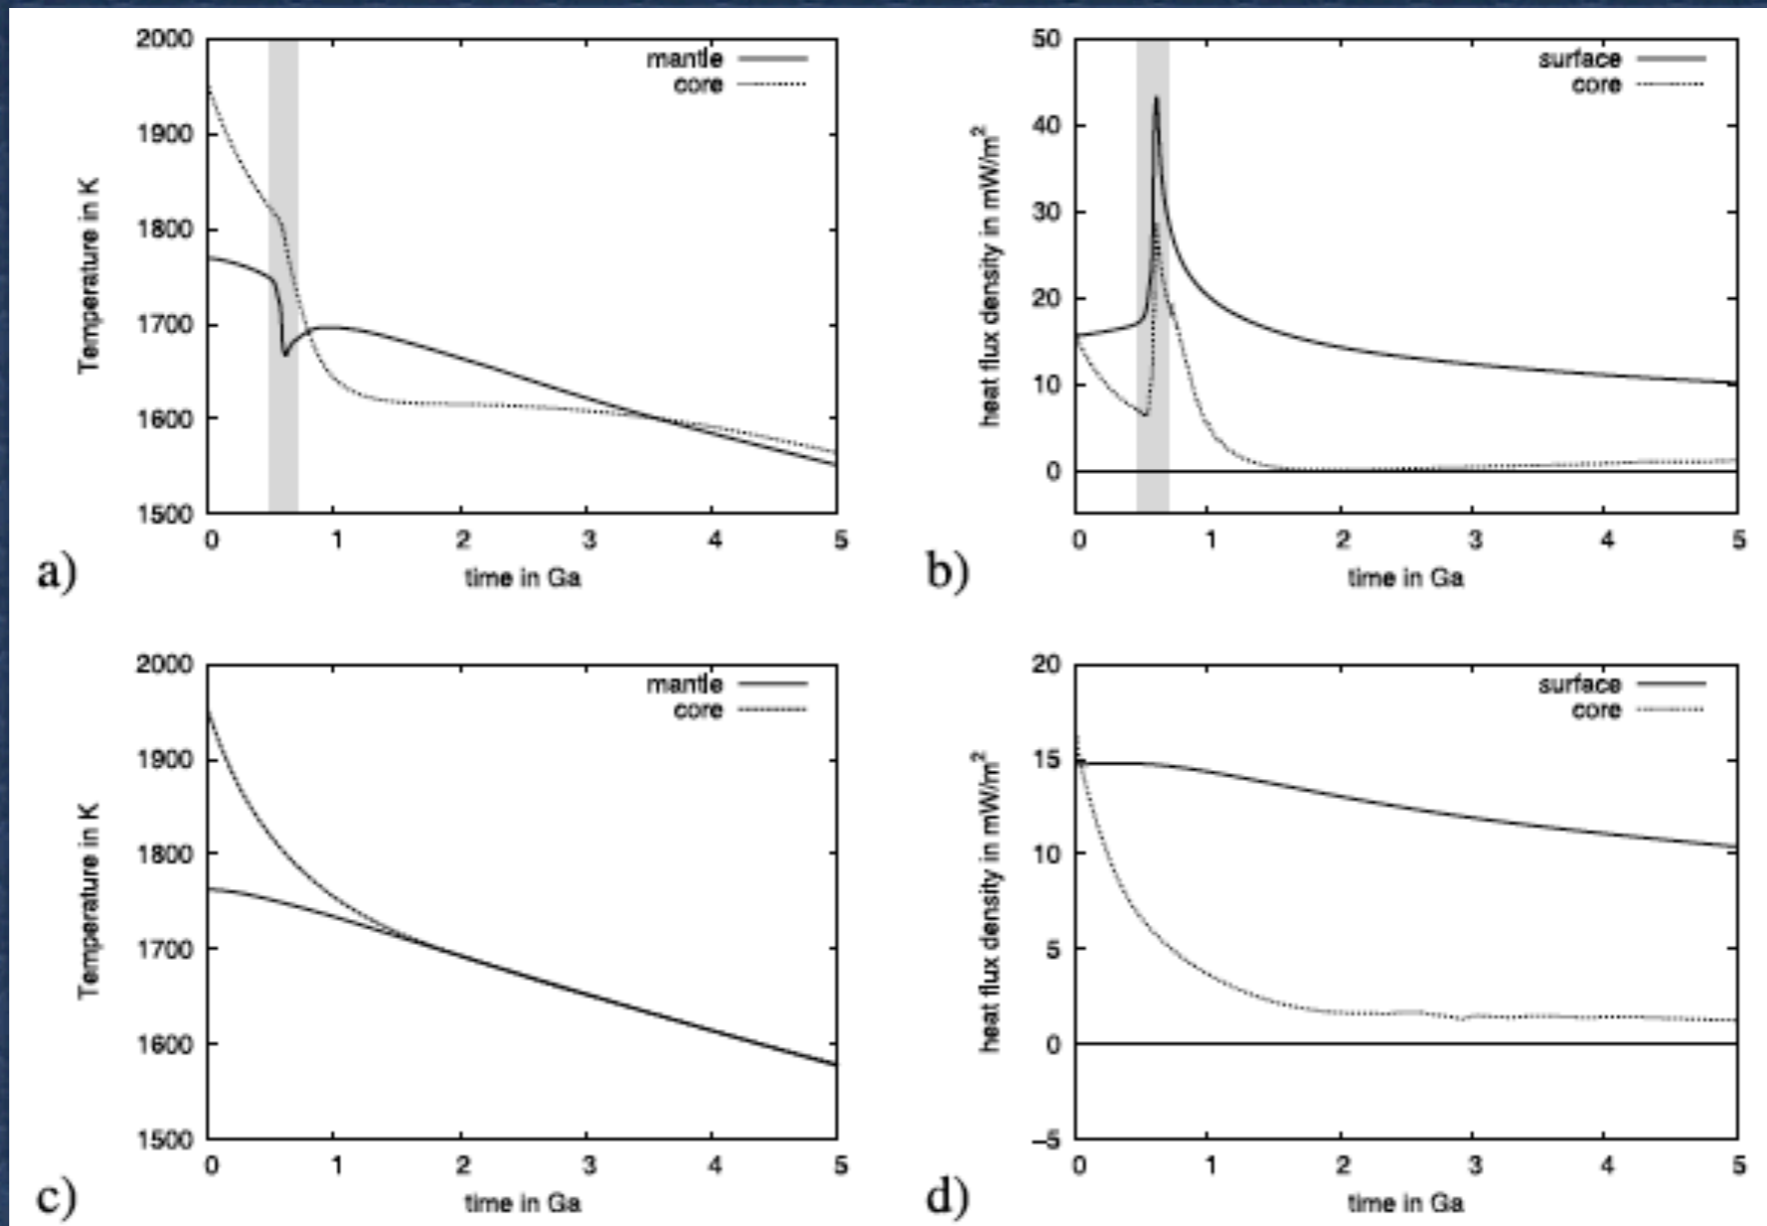 2000
1900
1800
1700
1600
1500
Temperature in K
mantle
core
0 1 2 3 4 5
time in Ga
a)
50
40
30
20
10
0
heat flux density in mW/m²
surface
core
0 1 2 3 4 5
time in Ga
b)
2000
1900
1800
1700
1600
1500
Temperature in K
mantle
core
0 1 2 3 4 5
time in Ga
c)
20
15
10
5
0
−5
heat flux density in mW/m²
surface
core
0 1 2 3 4 5
time in Ga
d)